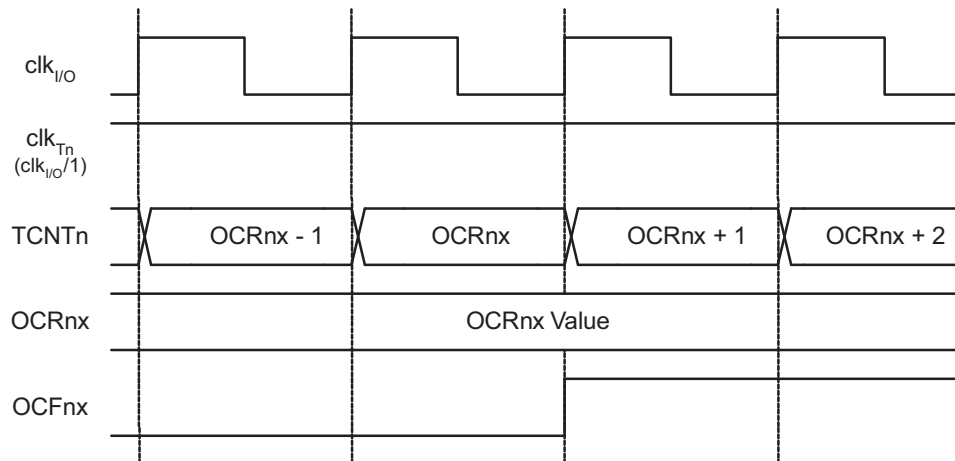 clkI/O
clkTn
(clkI/O/1)
TCNTn OCRnx - 1 OCRnx OCRnx + 1 OCRnx + 2
OCRnx OCRnx Value
OCFnx